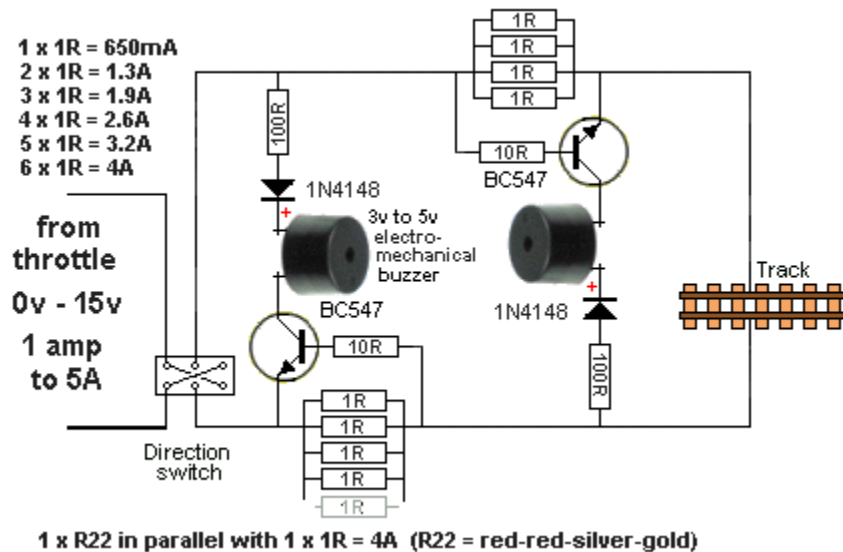 1 x 1R = 650mA
2 x 1R = 1.3A
3 x 1R = 1.9A
4 x 1R = 2.6A
5 x 1R = 3.2A
6 x 1R = 4A
from
throttle
0v - 15v
1 amp
to 5A
Direction
switch
100R
1N4148
+
3v to 5v
electro-
mechanical
buzzer
BC547
10R
1R
1R
1R
1R
1R
1R
1R
1R
1R
10R
BC547
+
1N4148
100R
Track
1 x R22 in parallel with 1 x 1R = 4A (R22 = red-red-silver-gold)